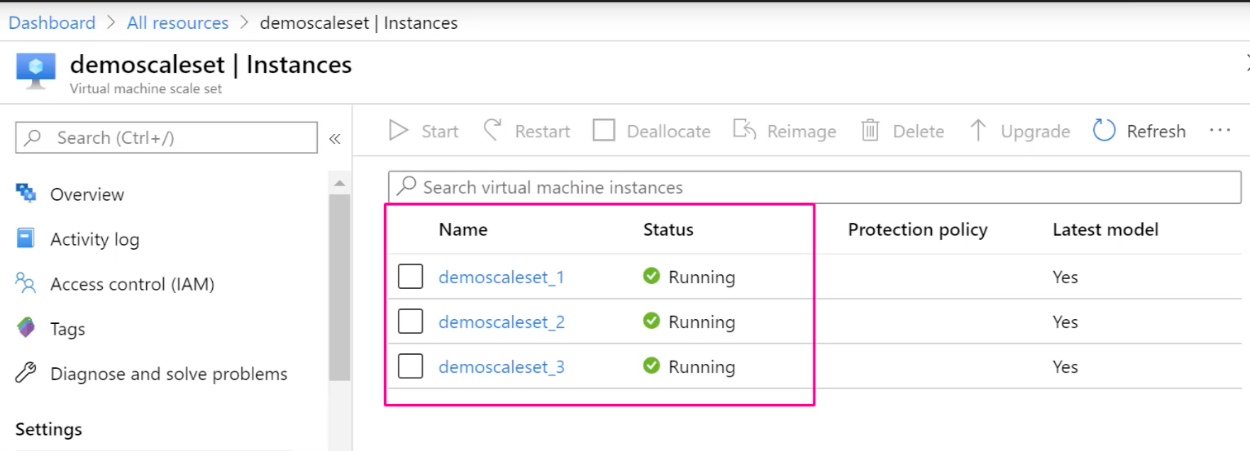 Dashboard > All resources > demoscaleset | Instances
demoscaleset | Instances
Virtual machine scale set
Search (Ctrl+/)
«
Overview
Activity log
Access control (IAM)
Tags
Diagnose and solve problems
Settings
Start Restart Deallocate Reimage Delete Upgrade Refresh ...
Search virtual machine instances
Name Status Protection policy Latest model
demoscaleset_1 Running Yes
demoscaleset_2 Running Yes
demoscaleset_3 Running Yes